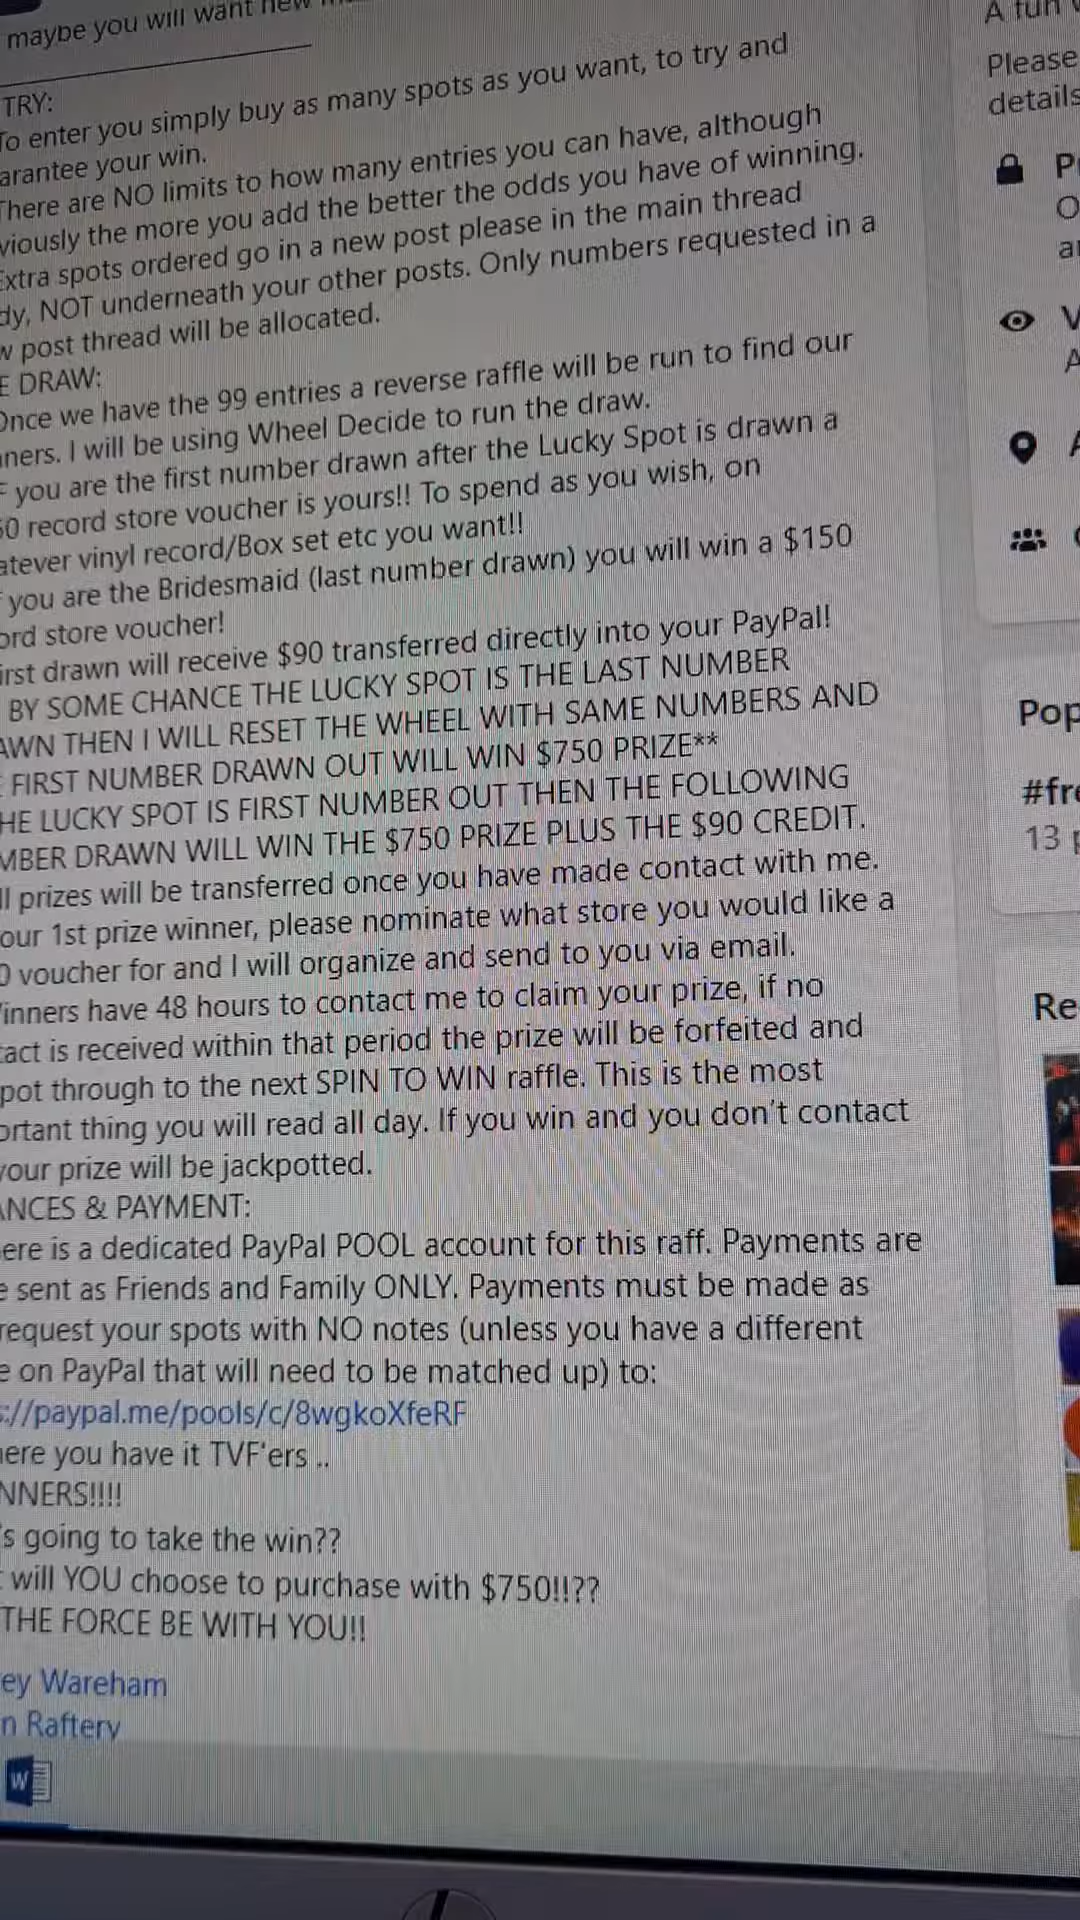 maybe you will want new
TRY:
To enter you simply buy as many spots as you want, to try and
arantee your win.
There are NO limits to how many entries you can have, although
viously the more you add the better the odds you have of winning.
Extra spots ordered go in a new post please in the main thread
dy, NOT underneath your other posts. Only numbers requested in a
w post thread will be allocated.
E DRAW:
Once we have the 99 entries a reverse raffle will be run to find our
nners. I will be using Wheel Decide to run the draw.
F you are the first number drawn after the Lucky Spot is drawn a
50 record store voucher is yours!! To spend as you wish, on
atever vinyl record/Box set etc you want!!
you are the Bridesmaid (last number drawn) you will win a $150
ord store voucher!
irst drawn will receive $90 transferred directly into your PayPal!
BY SOME CHANCE THE LUCKY SPOT IS THE LAST NUMBER
AWN THEN I WILL RESET THE WHEEL WITH SAME NUMBERS AND
E FIRST NUMBER DRAWN OUT WILL WIN $750 PRIZE**
HE LUCKY SPOT IS FIRST NUMBER OUT THEN THE FOLLOWING
MBER DRAWN WILL WIN THE $750 PRIZE PLUS THE $90 CREDIT.
ll prizes will be transferred once you have made contact with me.
our 1st prize winner, please nominate what store you would like a
0 voucher for and I will organize and send to you via email.
inners have 48 hours to contact me to claim your prize, if no
tact is received within that period the prize will be forfeited and
pot through to the next SPIN TO WIN raffle. This is the most
ortant thing you will read all day. If you win and you don't contact
your prize will be jackpotted.
ANCES & PAYMENT:
ere is a dedicated PayPal POOL account for this raff. Payments are
e sent as Friends and Family ONLY. Payments must be made as
request your spots with NO notes (unless you have a different
e on PayPal that will need to be matched up) to:
s://paypal.me/pools/c/8wgkoXfeRF
here you have it TVF'ers ..
NNERS!!!!
's going to take the win??
t will YOU choose to purchase with $750!!??
THE FORCE BE WITH YOU!!
ey Wareham
n Raftery
W
A fun
Please
details
P
O
a
V
A
A
Pop
#fre
13 p
Re